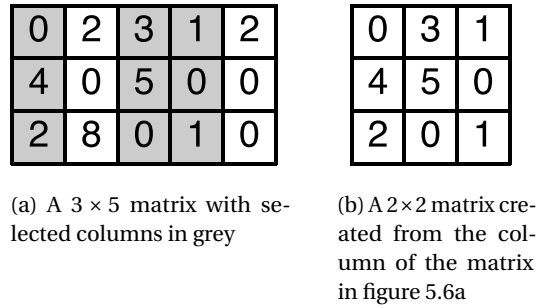 0 2 3 1 2
4 0 5 0 0
2 8 0 1 0
0 3 1
4 5 0
2 0 1
(a) A 3 × 5 matrix with se-
lected columns in grey
(b) A 2×2 matrix cre-
ated from the col-
umn of the matrix
in figure 5.6a